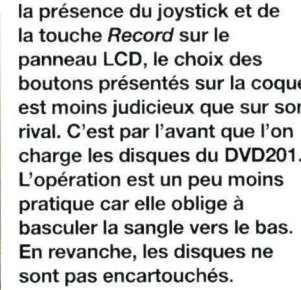 la présence du joystick et de
la touche Record sur le
panneau LCD, le choix des
boutons présentés sur la coque
est moins judicieux que sur son
rival. C'est par l'avant que l'on
charge les disques du DVD201.
L'opération est un peu moins
pratique car elle oblige à
basculer la sangle vers le bas.
En revanche, les disques ne
sont pas encartouchés.